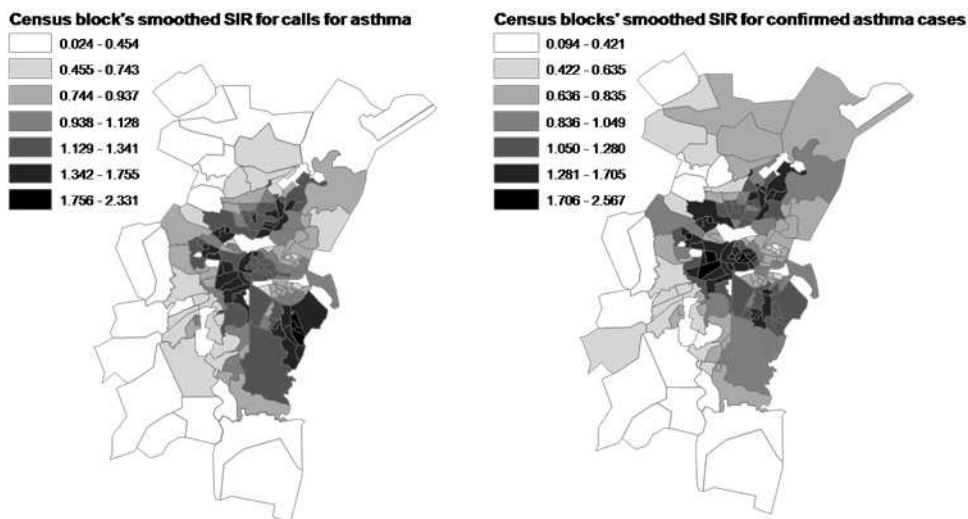 Census block's smoothed SIR for calls for asthma
0.024 - 0.454
0.455 - 0.743
0.744 - 0.937
0.938 - 1.128
1.129 - 1.341
1.342 - 1.755
1.756 - 2.331
Census blocks' smoothed SIR for confirmed asthma cases
0.094 - 0.421
0.422 - 0.635
0.636 - 0.835
0.836 - 1.049
1.050 - 1.280
1.281 - 1.705
1.706 - 2.567